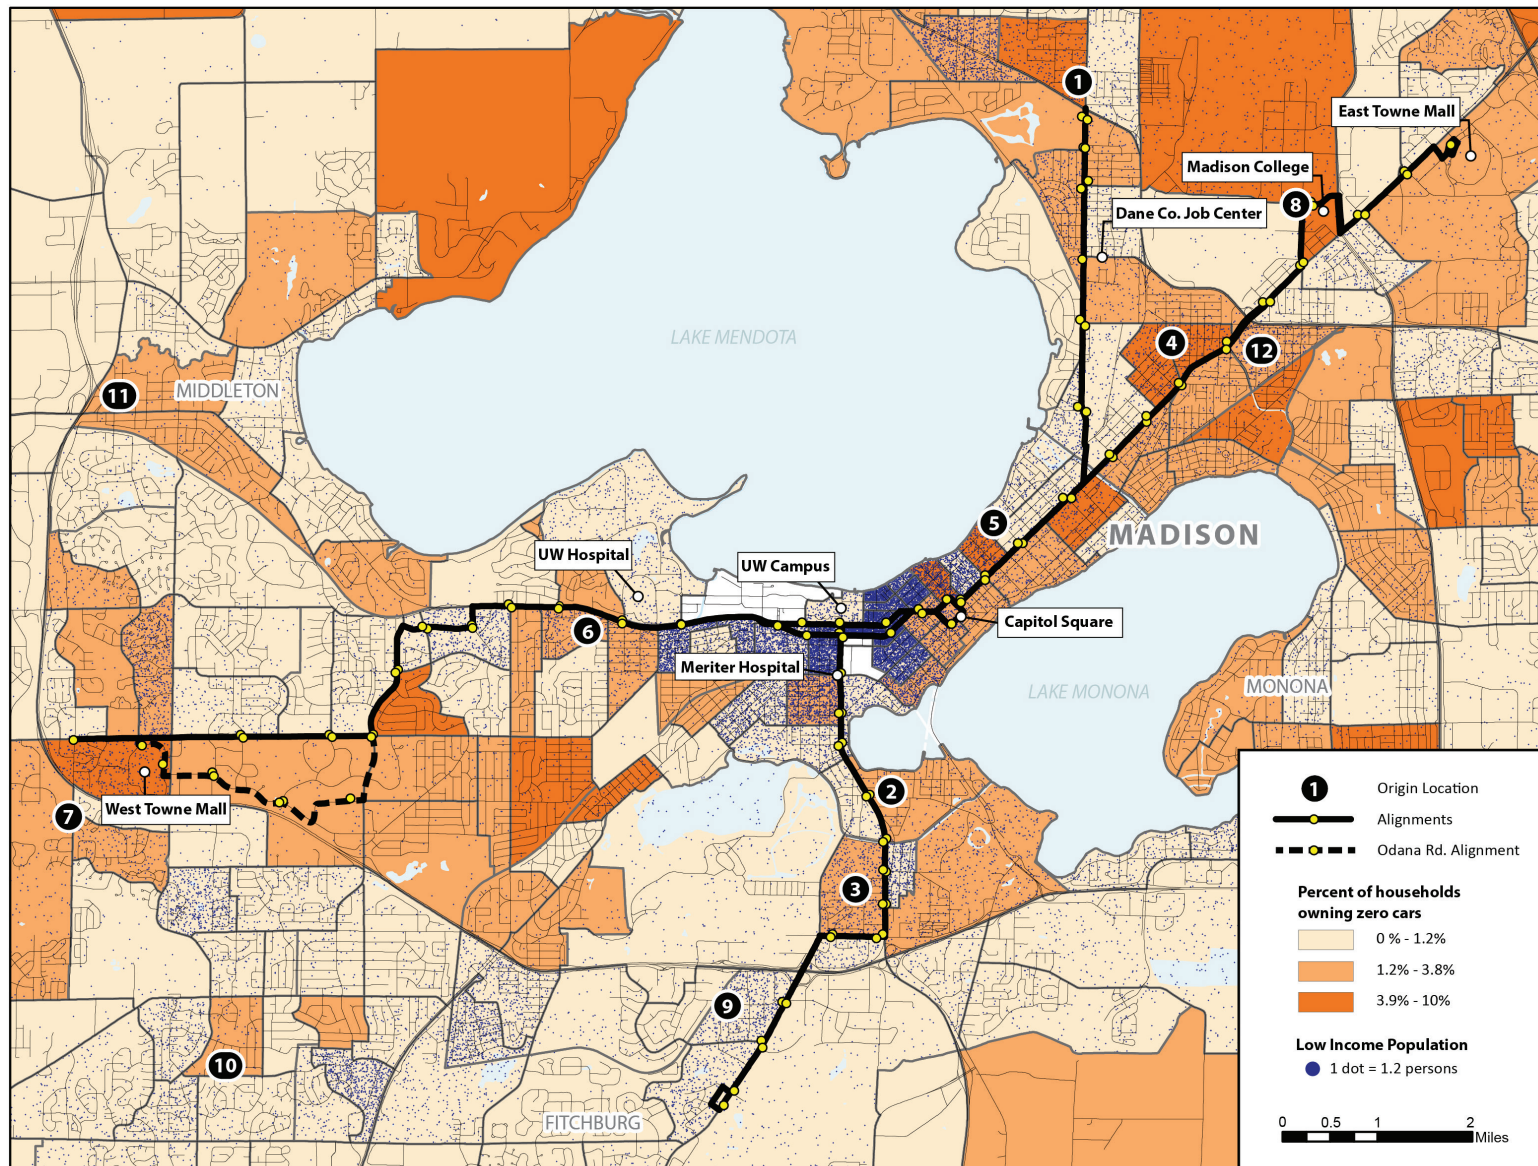 1
East Towne Mall
Madison College
8
Dane Co. Job Center
LAKE MENDOTA
4
12
11
MIDDLETON
5
MADISON
UW Hospital
UW Campus
6
Capitol Square
Meriter Hospital
LAKE MONONA
MONONA
West Towne Mall
7
2
3
9
10
FITCHBURG
1 Origin Location
Alignments
Odana Rd. Alignment
Percent of households
owning zero cars
0 % - 1.2%
1.2% - 3.8%
3.9% - 10%
Low Income Population
1 dot = 1.2 persons
0 0.5 1 2
Miles